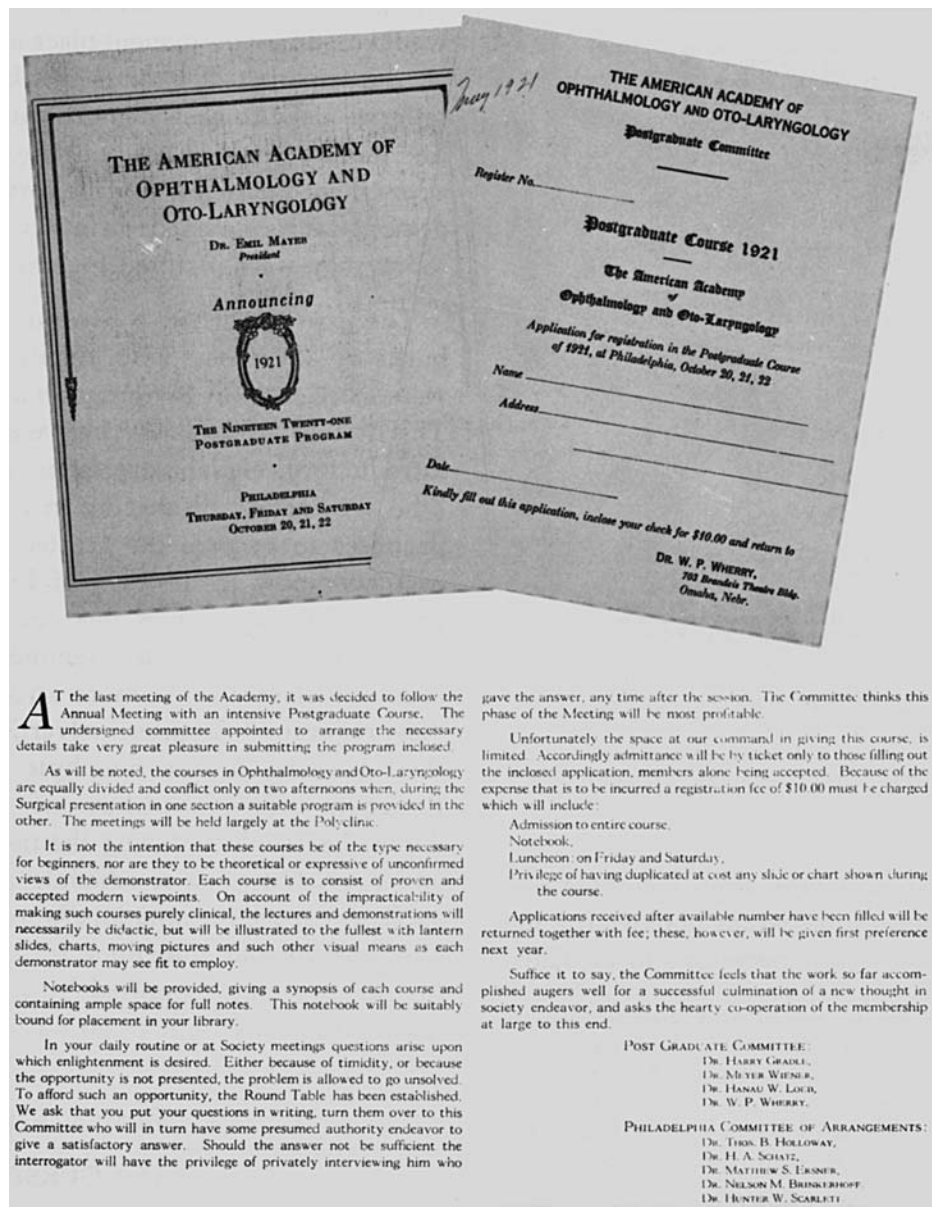 THE AMERICAN ACADEMY OF
OPHTHALMOLOGY AND
OTO-LARYNGOLOGY
DR. EMIL MAYER
President
Announcing
1921
THE NINETEEN TWENTY-ONE
POSTGRADUATE PROGRAM
PHILADELPHIA
THURSDAY, FRIDAY AND SATURDAY
OCTOBER 20, 21, 22
May 1921
THE AMERICAN ACADEMY OF
OPHTHALMOLOGY AND OTO-LARYNGOLOGY
Postgraduate Committee
Register No.
Postgraduate Course 1921
The American Academy
of
Ophthalmology and Oto-Laryngology
Application for registration in the Postgraduate Course
of 1921, at Philadelphia, October 20, 21, 22
Name
Address
Date
Kindly fill out this application, inclose your check for $10.00 and return to
DR. W. P. WHERRY,
703 Brandeis Theatre Bldg.
Omaha, Nebr.
AT the last meeting of the Academy, it was decided to follow the
Annual Meeting with an intensive Postgraduate Course. The
undersigned committee appointed to arrange the necessary
details take very great pleasure in submitting the program inclosed.
As will be noted, the courses in Ophthalmology and Oto-Laryngology
are equally divided and conflict only on two afternoons when, during the
Surgical presentation in one section a suitable program is provided in the
other. The meetings will be held largely at the Polyclinic.
It is not the intention that these courses be of the type necessary
for beginners, nor are they to be theoretical or expressive of unconfirmed
views of the demonstrator. Each course is to consist of proven and
accepted modern viewpoints. On account of the impracticability of
making such courses purely clinical, the lectures and demonstrations will
necessarily be didactic, but will be illustrated to the fullest with lantern
slides, charts, moving pictures and such other visual means as each
demonstrator may see fit to employ.
Notebooks will be provided, giving a synopsis of each course and
containing ample space for full notes. This notebook will be suitably
bound for placement in your library.
In your daily routine or at Society meetings questions arise upon
which enlightenment is desired. Either because of timidity, or because
the opportunity is not presented, the problem is allowed to go unsolved.
To afford such an opportunity, the Round Table has been established.
We ask that you put your questions in writing, turn them over to this
Committee who will in turn have some presumed authority endeavor to
give a satisfactory answer. Should the answer not be sufficient the
interrogator will have the privilege of privately interviewing him who
gave the answer, any time after the session. The Committee thinks this
phase of the Meeting will be most profitable.
Unfortunately the space at our command in giving this course, is
limited. Accordingly admittance will be by ticket only to those filling out
the inclosed application, members alone being accepted. Because of the
expense that is to be incurred a registration fee of $10.00 must be charged
which will include:
Admission to entire course,
Notebook,
Luncheon: on Friday and Saturday,
Privilege of having duplicated at cost any slide or chart shown during
the course.
Applications received after available number have been filled will be
returned together with fee; these, however, will be given first preference
next year.
Suffice it to say, the Committee feels that the work so far accom-
plished augers well for a successful culmination of a new thought in
society endeavor, and asks the hearty co-operation of the membership
at large to this end.
POST GRADUATE COMMITTEE:
DR. HARRY GRADLE,
DR. MEYER WIENER,
DR. HANAU W. LOEB,
DR. W. P. WHERRY.
PHILADELPHIA COMMITTEE OF ARRANGEMENTS:
DR. THOS. B. HOLLOWAY,
DR. H. A. SCHATZ,
DR. MATTHEW S. ERSNER,
DR. NELSON M. BRINKERHOFF,
DR. HUNTER W. SCARLETT